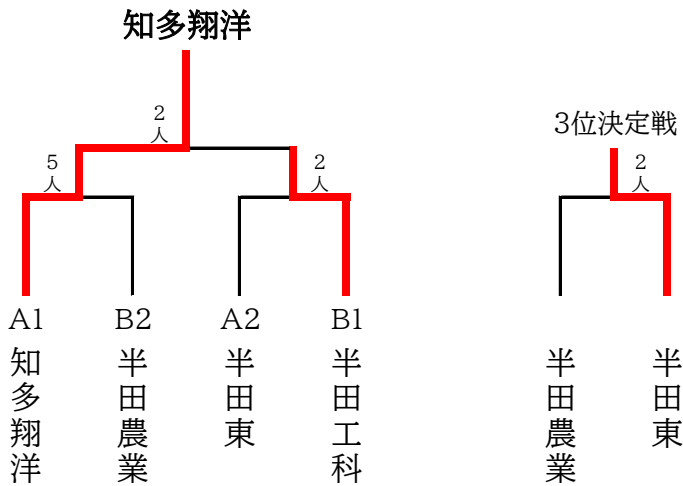 知多翔洋
2人
3位決定戦
5人
2人
2人
A1
B2
A2
B1
知多翔洋
半田農業
半田東
半田工科
半田農業
半田東